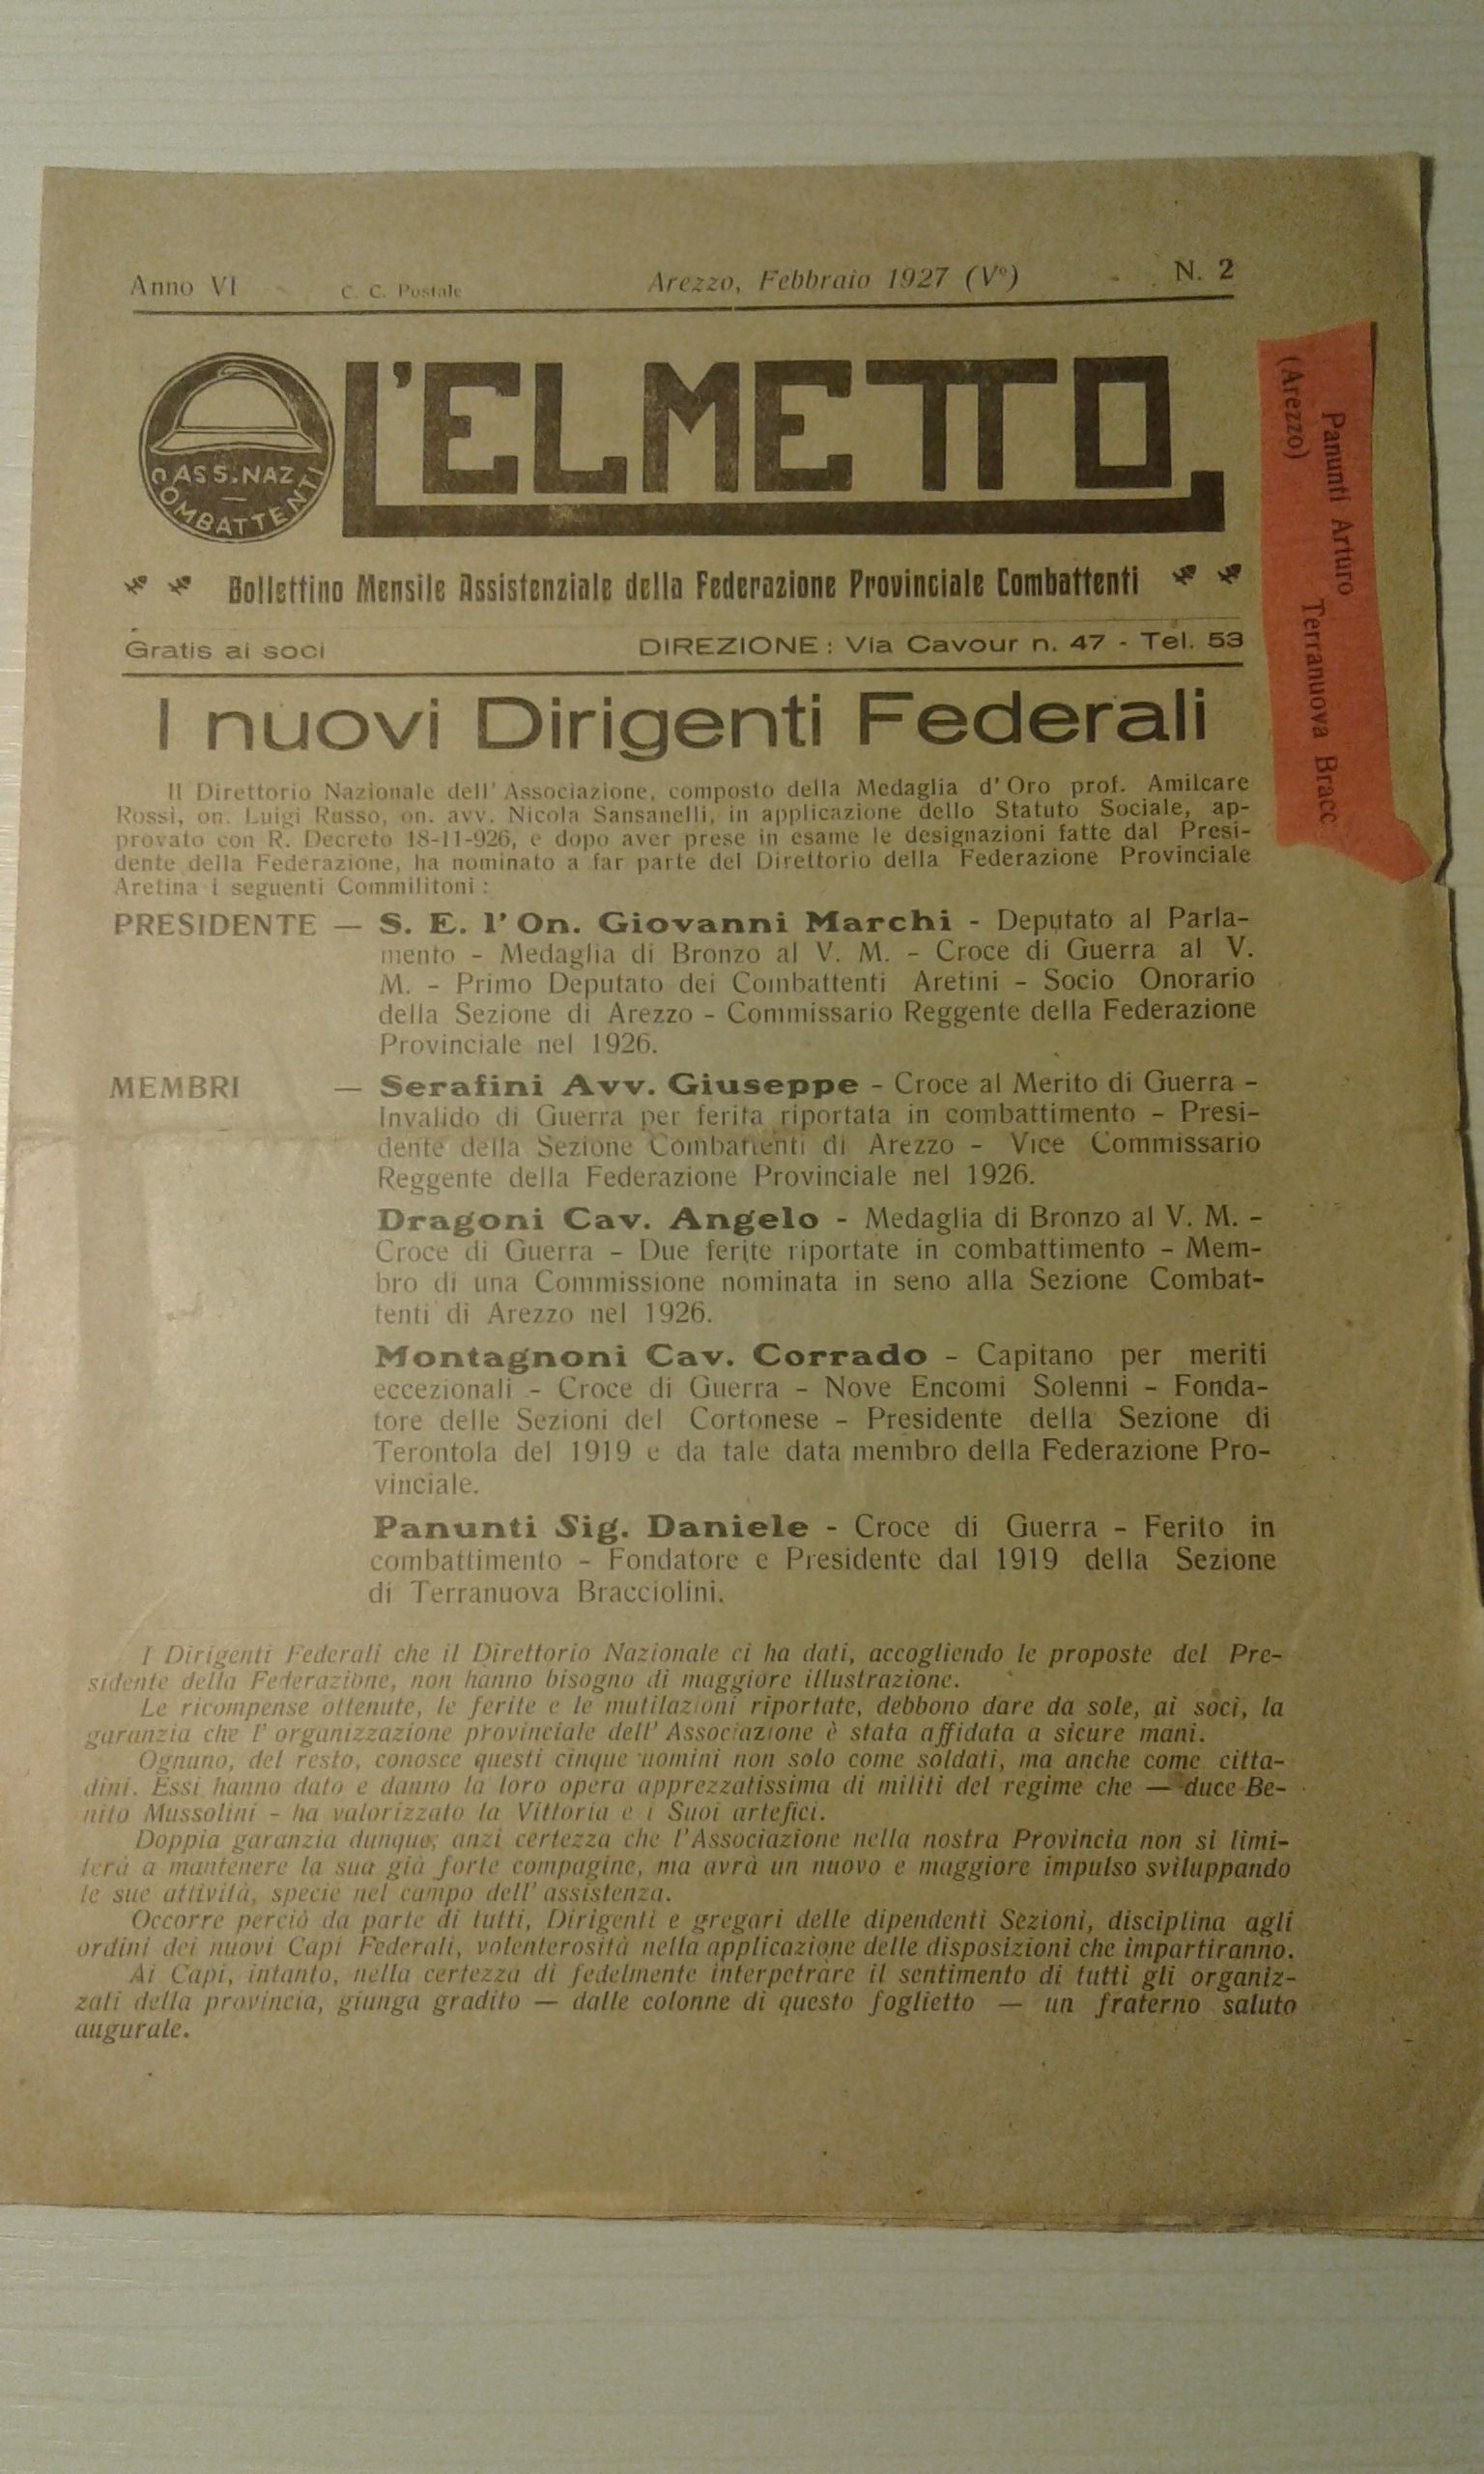 Anno VI C. C. Postale Arezzo, Febbraio 1927 (V°) N. 2
L'ELMETTO
ASS. NAZ.
COMBATTENTI
Bollettino Mensile Assistenziale della Federazione Provinciale Combattenti
Gratis ai soci DIREZIONE : Via Cavour n. 47 - Tel. 53
Panunti Arturo
Terranuova Bracc
(Arezzo)
I nuovi Dirigenti Federali
Il Direttorio Nazionale dell' Associazione, composto della Medaglia d' Oro prof. Amilcare
Rossi, on. Luigi Russo, on. avv. Nicola Sansanelli, in applicazione dello Statuto Sociale, ap-
provato con R. Decreto 18-11-926, e dopo aver prese in esame le designazioni fatte dal Presi-
dente della Federazione, ha nominato a far parte del Direttorio della Federazione Provinciale
Aretina i seguenti Commilitoni :
PRESIDENTE — S. E. l' On. Giovanni Marchi - Deputato al Parla-
mento - Medaglia di Bronzo al V. M. - Croce di Guerra al V.
M. - Primo Deputato dei Combattenti Aretini - Socio Onorario
della Sezione di Arezzo - Commissario Reggente della Federazione
Provinciale nel 1926.
MEMBRI — Serafini Avv. Giuseppe - Croce al Merito di Guerra -
Invalido di Guerra per ferita riportata in combattimento - Presi-
dente della Sezione Combattenti di Arezzo - Vice Commissario
Reggente della Federazione Provinciale nel 1926.
Dragoni Cav. Angelo - Medaglia di Bronzo al V. M. -
Croce di Guerra - Due ferite riportate in combattimento - Mem-
bro di una Commissione nominata in seno alla Sezione Combat-
tenti di Arezzo nel 1926.
Montagnoni Cav. Corrado - Capitano per meriti
eccezionali - Croce di Guerra - Nove Encomi Solenni - Fonda-
tore delle Sezioni del Cortonese - Presidente della Sezione di
Terontola del 1919 e da tale data membro della Federazione Pro-
vinciale.
Panunti Sig. Daniele - Croce di Guerra - Ferito in
combattimento - Fondatore e Presidente dal 1919 della Sezione
di Terranuova Bracciolini.
I Dirigenti Federali che il Direttorio Nazionale ci ha dati, accogliendo le proposte del Pre-
sidente della Federazione, non hanno bisogno di maggiore illustrazione.
Le ricompense ottenute, le ferite e le mutilazioni riportate, debbono dare da sole, ai soci, la
garanzia che l' organizzazione provinciale dell' Associazione è stata affidata a sicure mani.
Ognuno, del resto, conosce questi cinque uomini non solo come soldati, ma anche come citta-
dini. Essi hanno dato e danno la loro opera apprezzatissima di militi del regime che — duce Be-
nito Mussolini - ha valorizzato la Vittoria e i Suoi artefici.
Doppia garanzia dunque; anzi certezza che l'Associazione nella nostra Provincia non si limi-
terà a mantenere la sua già forte compagine, ma avrà un nuovo e maggiore impulso sviluppando
le sue attività, specie nel campo dell' assistenza.
Occorre perciò da parte di tutti, Dirigenti e gregari delle dipendenti Sezioni, disciplina agli
ordini dei nuovi Capi Federali, volenterosità nella applicazione delle disposizioni che impartiranno.
Ai Capi, intanto, nella certezza di fedelmente interpetrare il sentimento di tutti gli organiz-
zati della provincia, giunga gradito — dalle colonne di questo foglietto — un fraterno saluto
augurale.